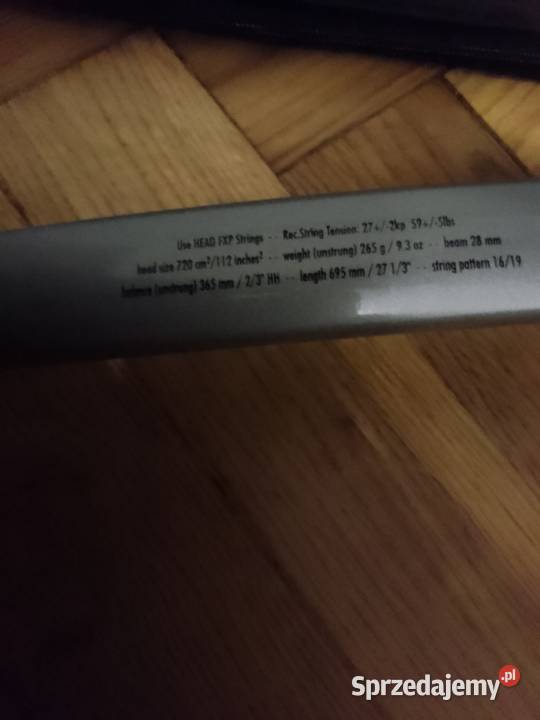 Use HEAD FXP Strings - - Rec.String Tension: 27+/-2kp 59+/-5lbs
head size 720 cm²/112 inches² - - weight (unstrung) 265 g / 9.3 oz - - beam 28 mm
balance (unstrung) 365 mm / 2/3" HH - - length 695 mm / 27 1/3" - - string pattern 16/19
Sprzedajemy.pl